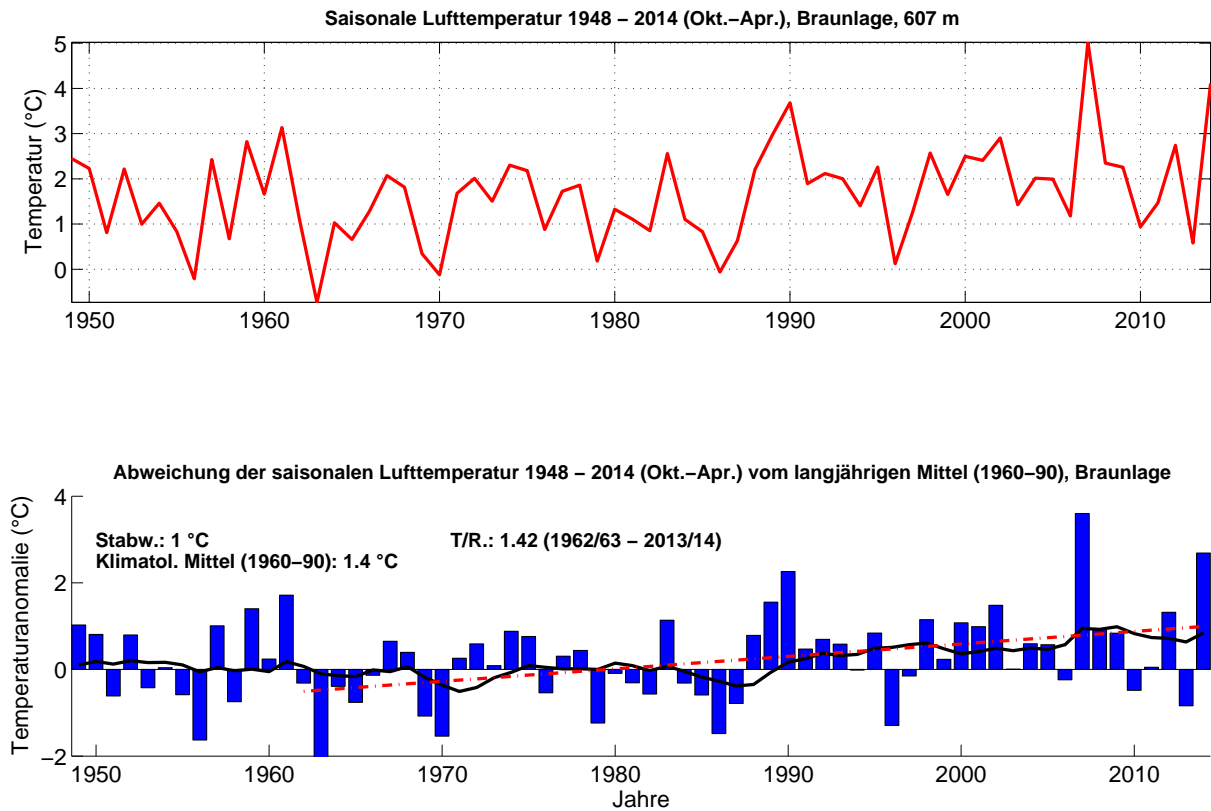 Saisonale Lufttemperatur 1948 – 2014 (Okt.–Apr.), Braunlage, 607 m
Temperatur (°C)
5
4
3
2
1
0
1950 1960 1970 1980 1990 2000 2010
Abweichung der saisonalen Lufttemperatur 1948 – 2014 (Okt.–Apr.) vom langjährigen Mittel (1960–90), Braunlage
Temperaturanomalie (°C)
4
Stabw.: 1 °C T/R.: 1.42 (1962/63 – 2013/14)
Klimatol. Mittel (1960–90): 1.4 °C
2
0
−2
1950 1960 1970 1980 1990 2000 2010
Jahre